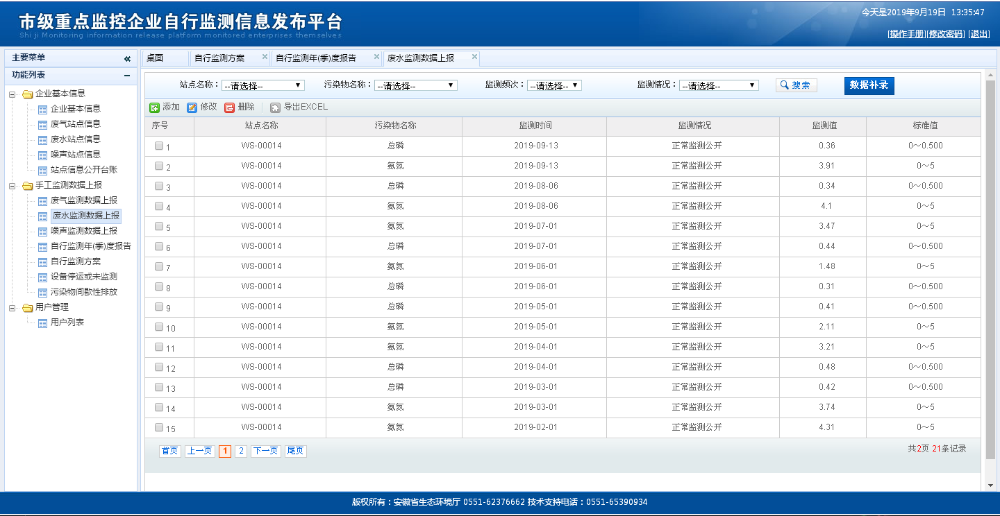 市级重点监控企业自行监测信息发布平台
Shi ji Monitoring information release platform monitored enterprises themselves
今天是2019年9月19日 13:35:47
[操作手册][修改密码] [退出]
主要菜单
功能列表
企业基本信息
企业基本信息
废气站点信息
废水站点信息
噪声站点信息
站点信息公开台账
手工监测数据上报
废气监测数据上报
废水监测数据上报
噪声监测数据上报
自行监测年(季)度报告
自行监测方案
设备停运或未监测
污染物间歇性排放
用户管理
用户列表
桌面 自行监测方案 自行监测年(季)度报告 废水监测数据上报
站点名称：--请选择-- 污染物名称：--请选择-- 监测频次：--请选择-- 监测情况：--请选择-- 搜索 数据补录
添加 修改 删除 导出EXCEL
序号 站点名称 污染物名称 监测时间 监测情况 监测值 标准值
1 WS-00014 总磷 2019-09-13 正常监测公开 0.36 0～0.500
2 WS-00014 氨氮 2019-09-13 正常监测公开 3.91 0～5
3 WS-00014 总磷 2019-08-06 正常监测公开 0.34 0～0.500
4 WS-00014 氨氮 2019-08-06 正常监测公开 4.1 0～5
5 WS-00014 氨氮 2019-07-01 正常监测公开 3.47 0～5
6 WS-00014 总磷 2019-07-01 正常监测公开 0.44 0～0.500
7 WS-00014 氨氮 2019-06-01 正常监测公开 1.48 0～5
8 WS-00014 总磷 2019-06-01 正常监测公开 0.31 0～0.500
9 WS-00014 总磷 2019-05-01 正常监测公开 0.41 0～0.500
10 WS-00014 氨氮 2019-05-01 正常监测公开 2.11 0～5
11 WS-00014 氨氮 2019-04-01 正常监测公开 3.21 0～5
12 WS-00014 总磷 2019-04-01 正常监测公开 0.48 0～0.500
13 WS-00014 总磷 2019-03-01 正常监测公开 0.42 0～0.500
14 WS-00014 氨氮 2019-03-01 正常监测公开 3.74 0～5
15 WS-00014 氨氮 2019-02-01 正常监测公开 4.31 0～5
首页 上一页 1 2 下一页 尾页 共2页 21条记录
版权所有：安徽省生态环境厅 0551-62376662 技术支持电话：0551-65390934